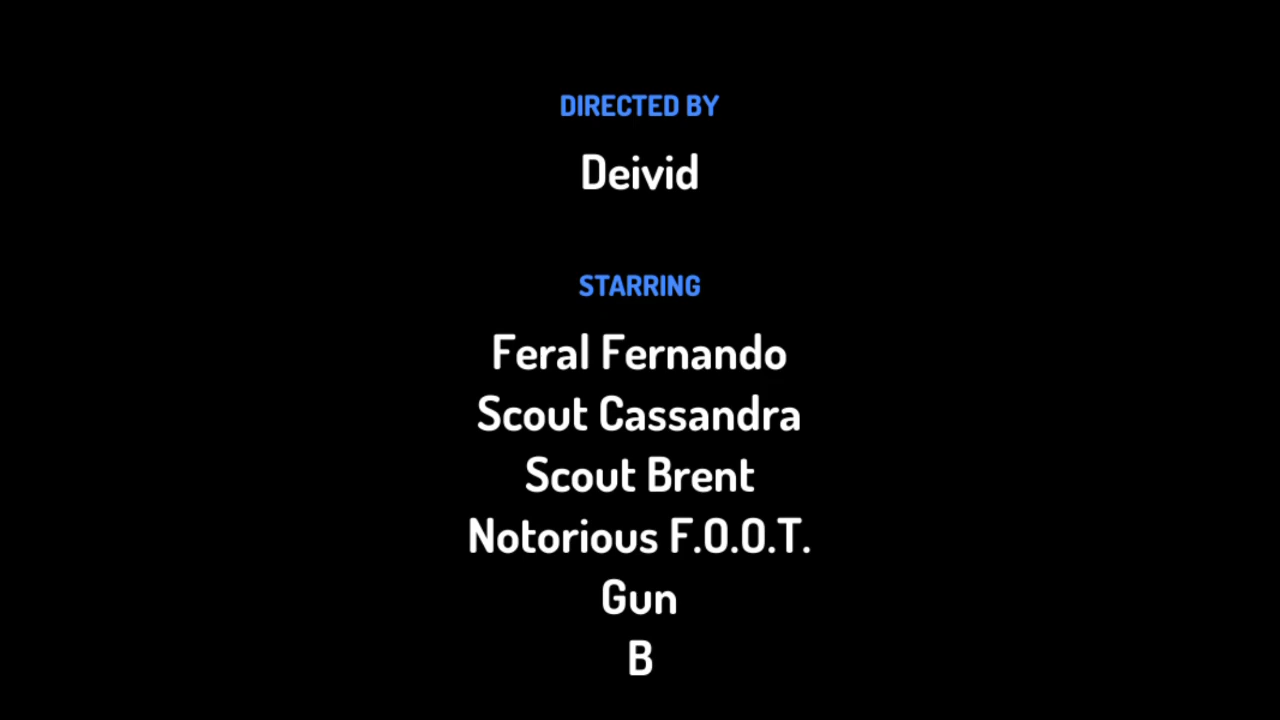 DIRECTED BY
Deivid
STARRING
Feral Fernando
Scout Cassandra
Scout Brent
Notorious F.O.O.T.
Gun
B